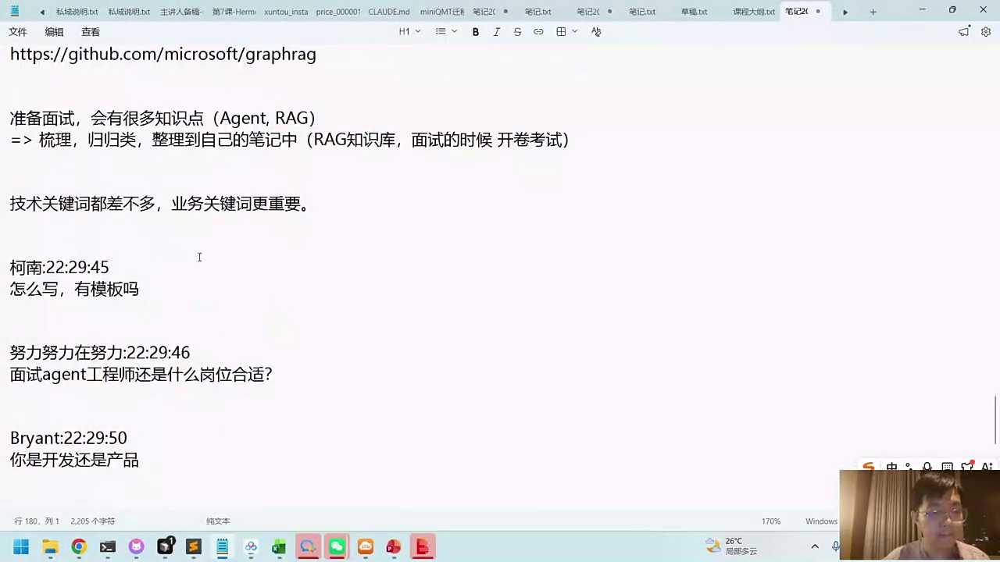 私域说明.txt
私域说明.txt
主讲人备稿-
第7课-Herm
xuntou_insta
price_000001
CLAUDE.md
miniQMT迁移
笔记20
笔记.txt
笔记20
笔记.txt
草稿.txt
课程大纲.txt
笔记20
文件 编辑 查看
H1
B I S
https://github.com/microsoft/graphrag
准备面试，会有很多知识点（Agent, RAG）
=> 梳理，归归类，整理到自己的笔记中（RAG知识库，面试的时候 开卷考试）
技术关键词都差不多，业务关键词更重要。
柯南:22:29:45
怎么写，有模板吗
努力努力在努力:22:29:46
面试agent工程师还是什么岗位合适？
Bryant:22:29:50
你是开发还是产品
中
行 180，列 1 2,205 个字符 纯文本 170% Windows
26°C
局部多云